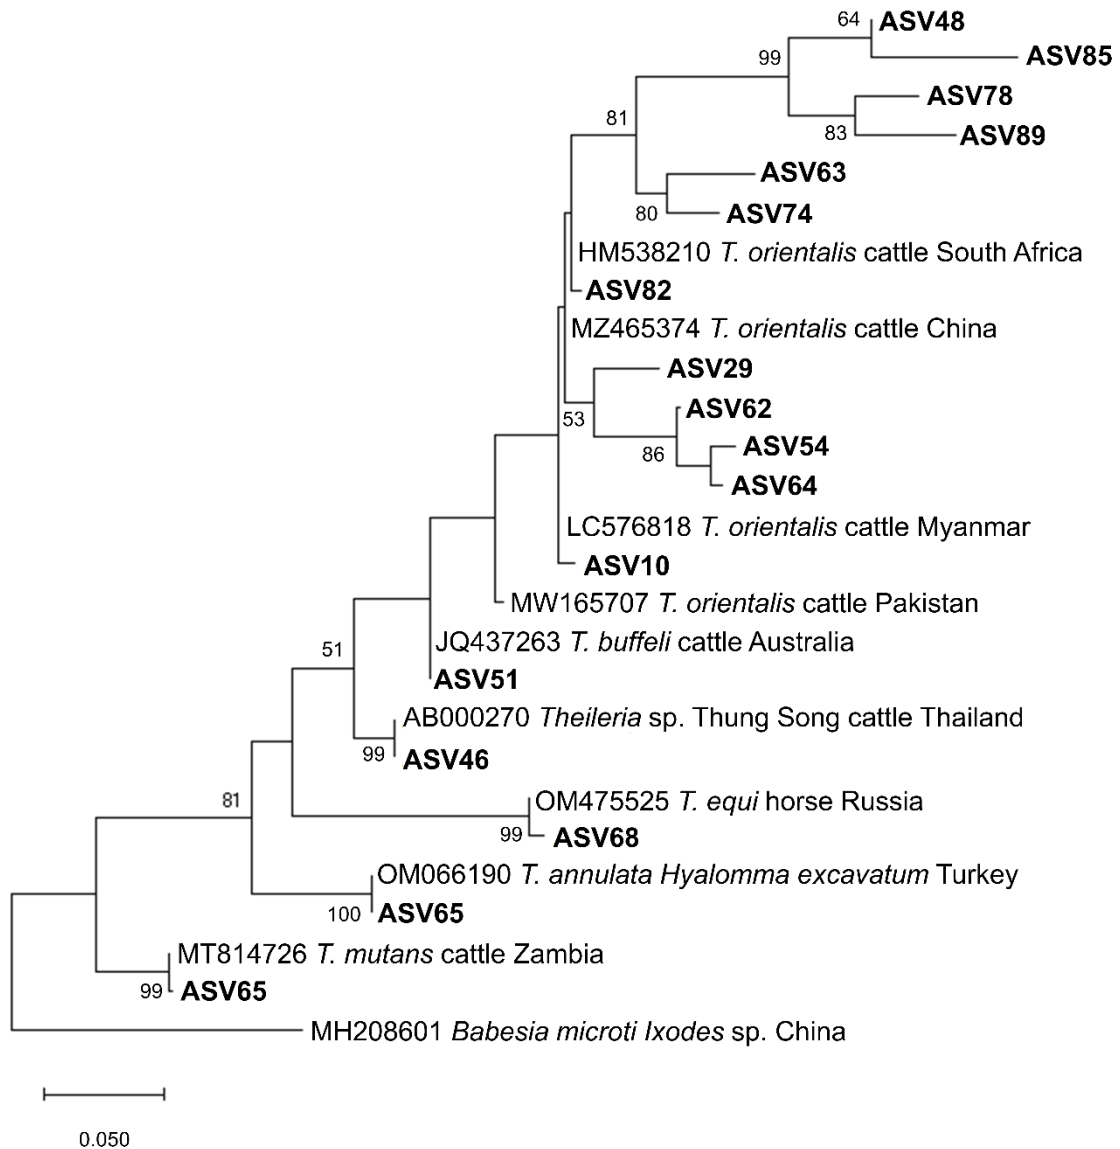 64
ASV48
ASV85
99
ASV78
83
ASV89
81
ASV63
80
ASV74
HM538210 T. orientalis cattle South Africa
ASV82
MZ465374 T. orientalis cattle China
ASV29
53
ASV62
86
ASV54
ASV64
LC576818 T. orientalis cattle Myanmar
ASV10
MW165707 T. orientalis cattle Pakistan
JQ437263 T. buffeli cattle Australia
51
ASV51
AB000270 Theileria sp. Thung Song cattle Thailand
99
ASV46
OM475525 T. equi horse Russia
81
99
ASV68
OM066190 T. annulata Hyalomma excavatum Turkey
100
ASV65
MT814726 T. mutans cattle Zambia
99
ASV65
MH208601 Babesia microti Ixodes sp. China
0.050